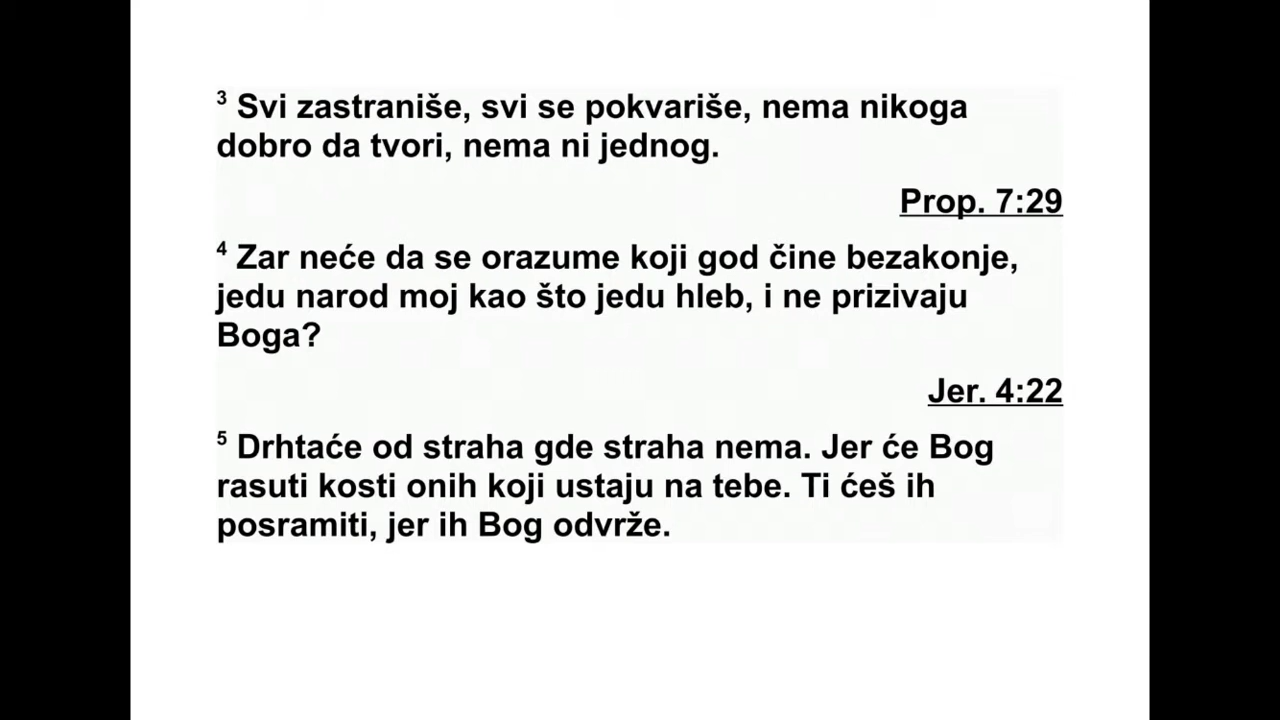 3 Svi zastraniše, svi se pokvariše, nema nikoga
dobro da tvori, nema ni jednog.
Prop. 7:29
4 Zar neće da se orazume koji god čine bezakonje,
jedu narod moj kao što jedu hleb, i ne prizivaju
Boga?
Jer. 4:22
5 Drhtaće od straha gde straha nema. Jer će Bog
rasuti kosti onih koji ustaju na tebe. Ti ćeš ih
posramiti, jer ih Bog odvrže.